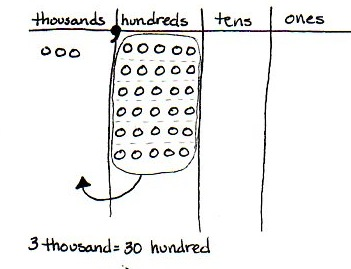 thousands hundreds tens ones
3 thousand = 30 hundred